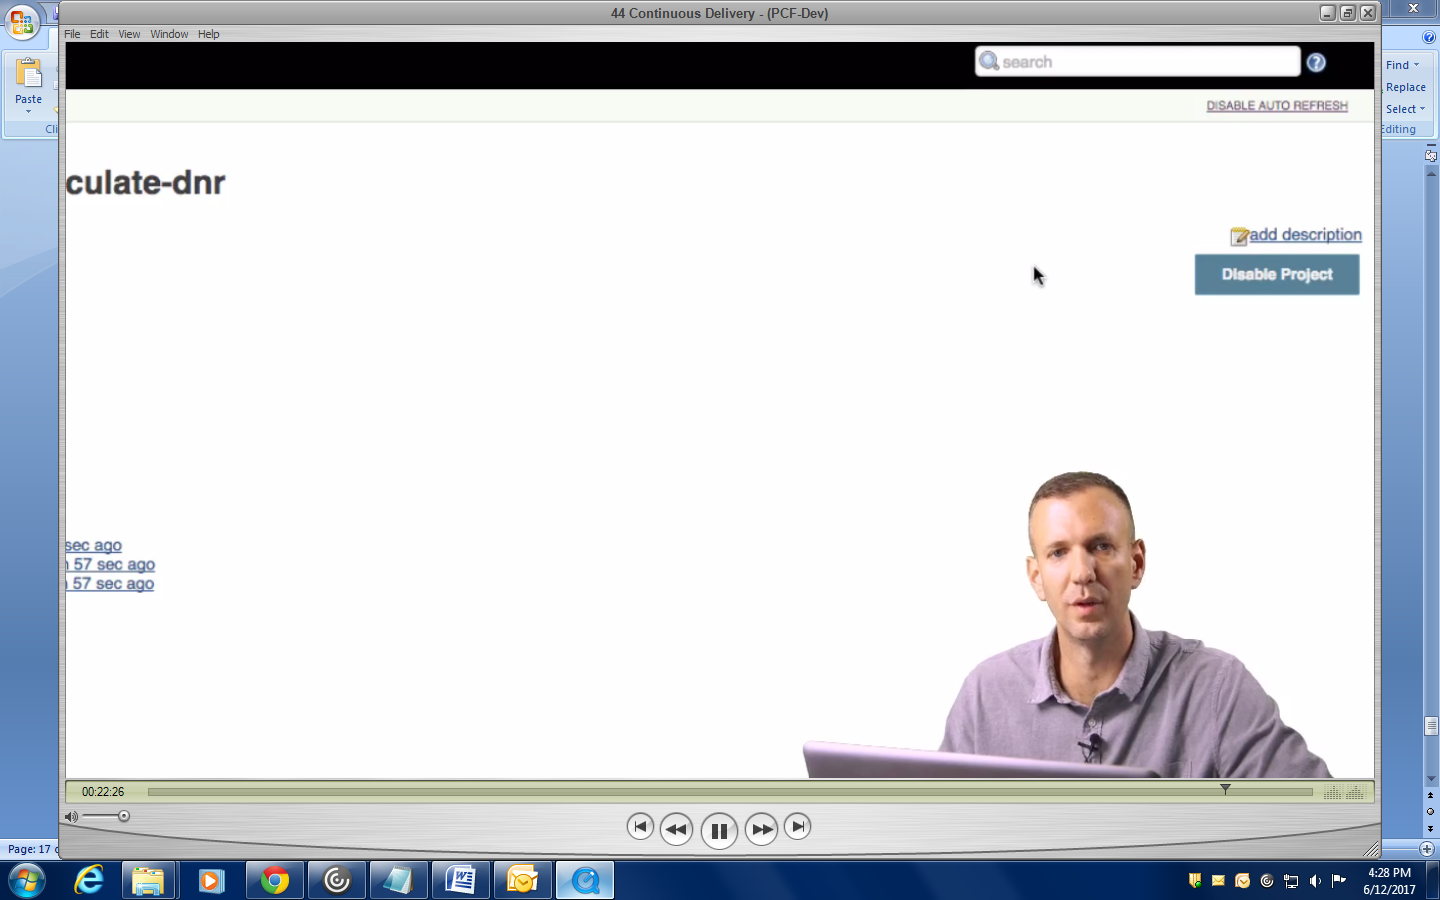 44 Continuous Delivery - (PCF-Dev)
File Edit View Window Help
search
DISABLE AUTO REFRESH
culate-dnr
add description
Disable Project
sec ago
57 sec ago
57 sec ago
00:22:26
Paste
Find
Replace
Select
Editing
Page: 17
4:28 PM
6/12/2017